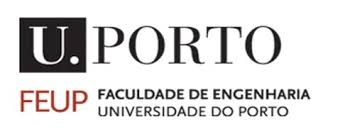 U. PORTO
FEUP FACULDADE DE ENGENHARIA
UNIVERSIDADE DO PORTO